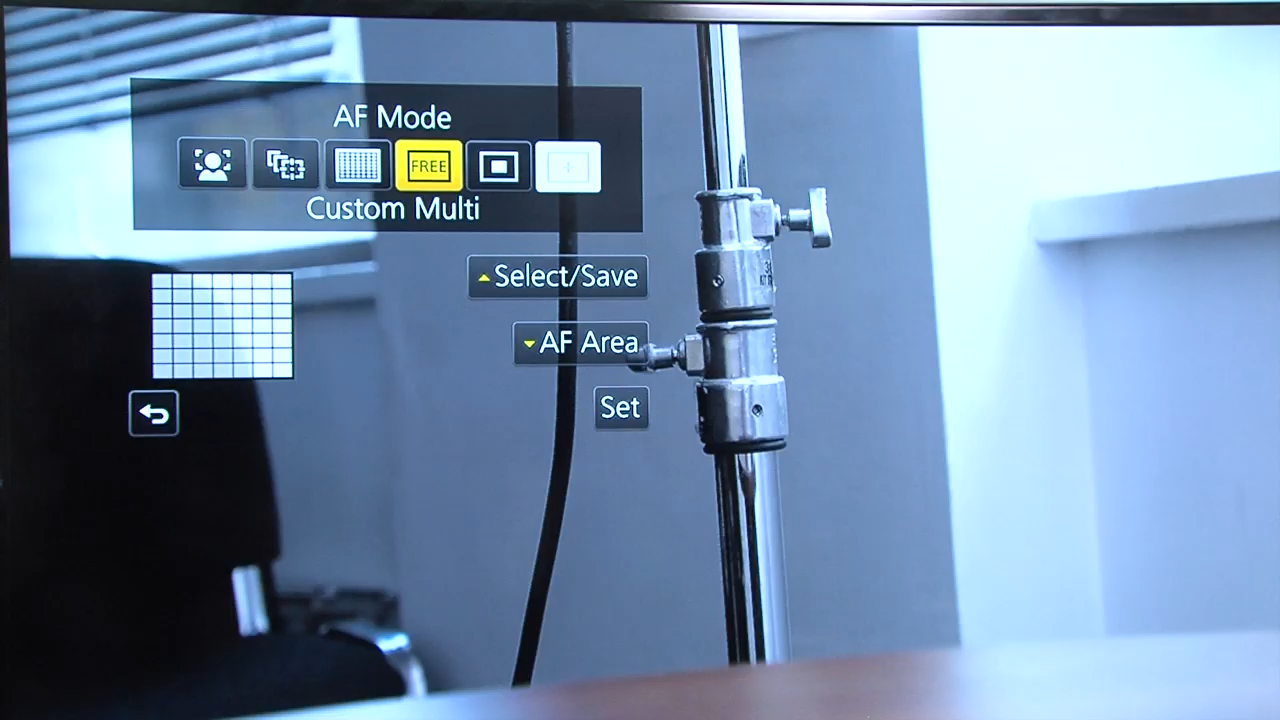 AF Mode
FREE
Custom Multi
Select/Save
AF Area
Set